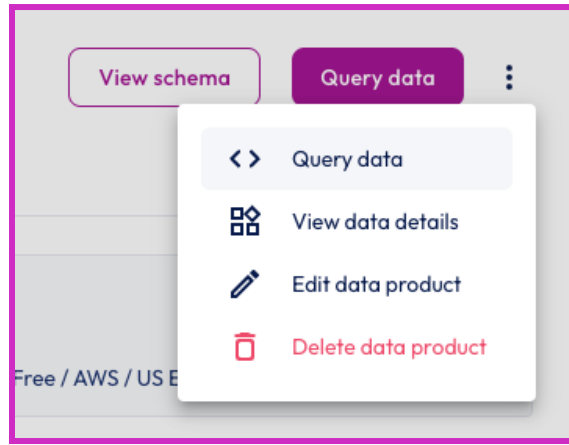 View schema
Query data
Query data
View data details
Edit data product
Delete data product
Free / AWS / US